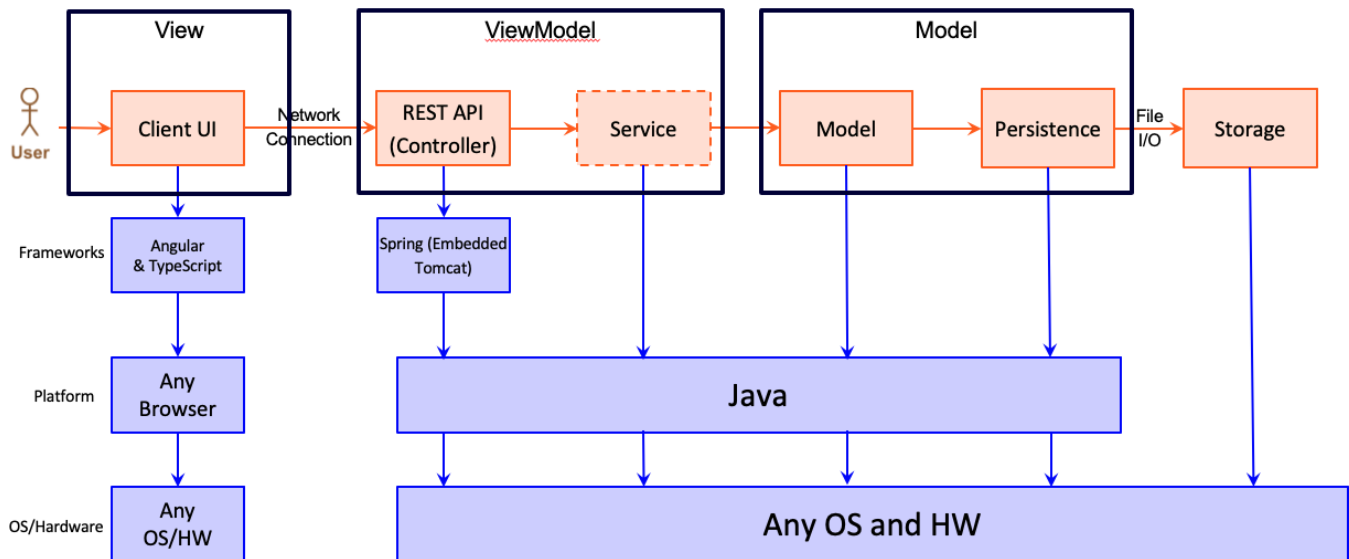 View
ViewModel
Model
User
Client UI
Network
Connection
REST API
(Controller)
Service
Model
Persistence
File
I/O
Storage
Frameworks
Angular
& TypeScript
Spring (Embedded
Tomcat)
Platform
Any
Browser
Java
OS/Hardware
Any
OS/HW
Any OS and HW